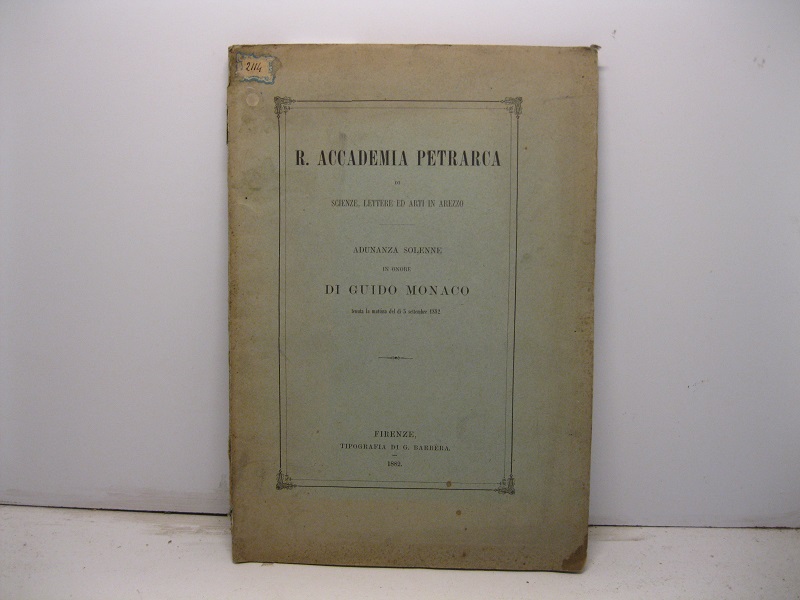 2114
R. ACCADEMIA PETRARCA
DI
SCIENZE, LETTERE ED ARTI IN AREZZO
ADUNANZA SOLENNE
IN ONORE
DI GUIDO MONACO
tenuta la mattina del dì 5 settembre 1882
FIRENZE,
TIPOGRAFIA DI G. BARBÈRA.
1882.